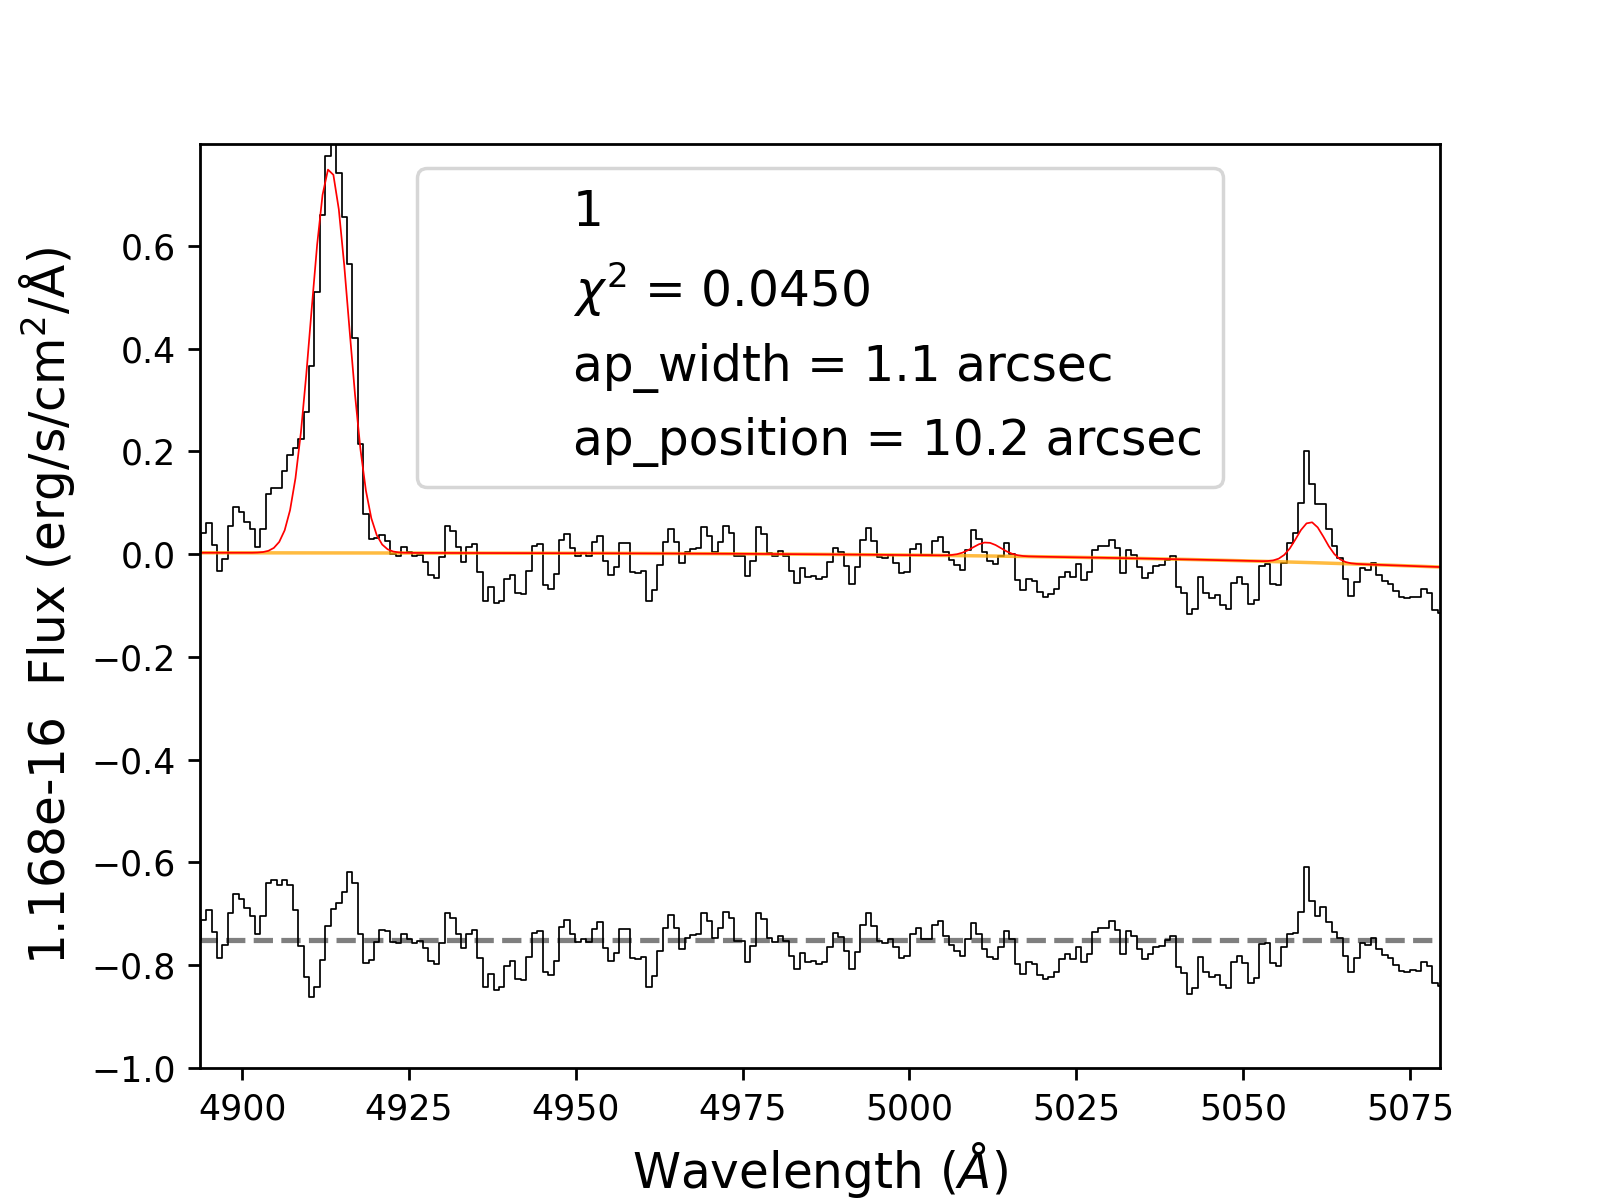 1
χ² = 0.0450
ap_width = 1.1 arcsec
ap_position = 10.2 arcsec
1.168e-16 Flux (erg/s/cm²/Å)
0.6
0.4
0.2
0.0
−0.2
−0.4
−0.6
−0.8
−1.0
4900 4925 4950 4975 5000 5025 5050 5075
Wavelength (Å)